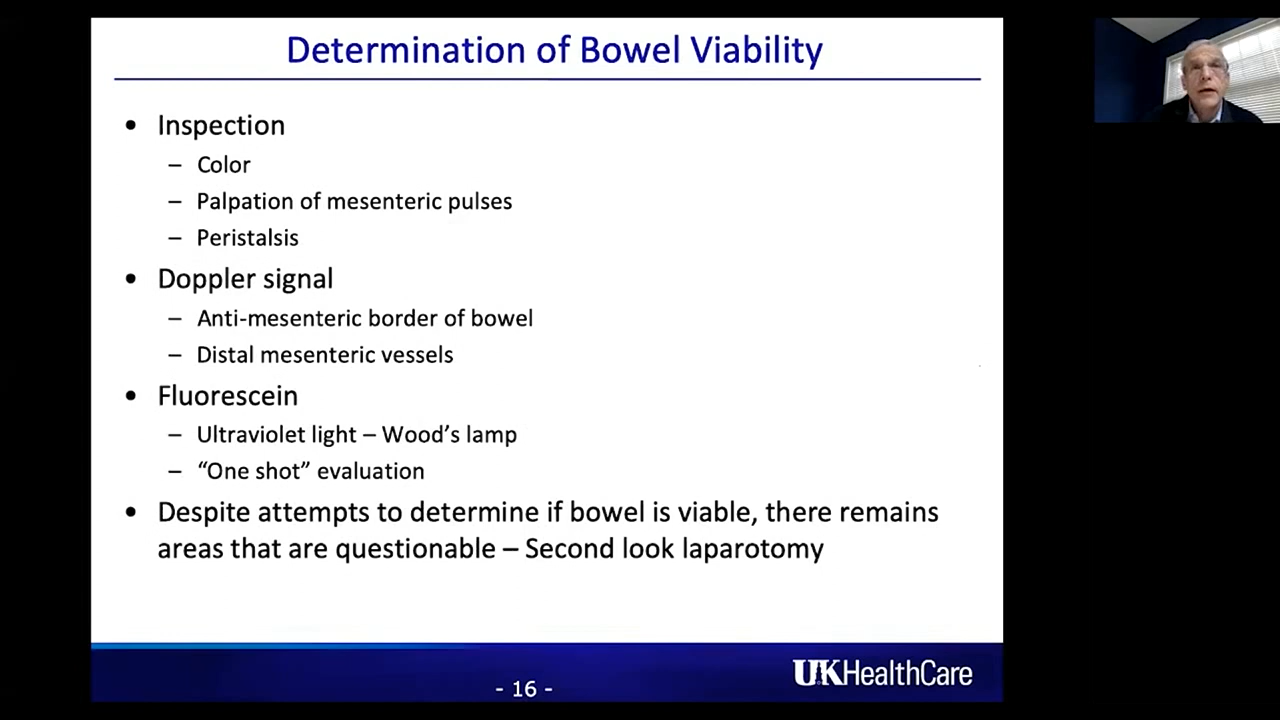 Determination of Bowel Viability
• Inspection
– Color
– Palpation of mesenteric pulses
– Peristalsis
• Doppler signal
– Anti-mesenteric border of bowel
– Distal mesenteric vessels
• Fluorescein
– Ultraviolet light – Wood’s lamp
– “One shot” evaluation
• Despite attempts to determine if bowel is viable, there remains
areas that are questionable – Second look laparotomy
- 16 -
UKHealthCare